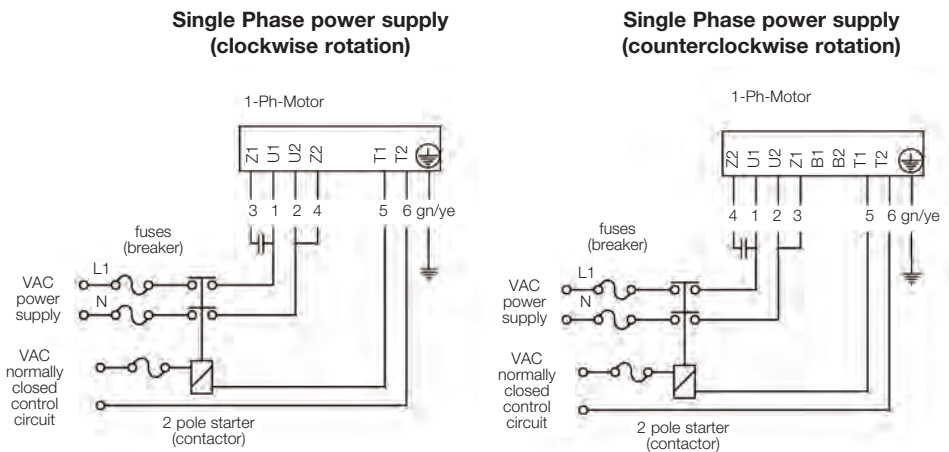 Single Phase power supply
(clockwise rotation)
1-Ph-Motor
Z1 U1 U2 Z2 T1 T2
3 1 2 4 5 6 gn/ye
fuses
(breaker)
L1
N
VAC
power
supply
VAC
normally
closed
control
circuit
2 pole starter
(contactor)
Single Phase power supply
(counterclockwise rotation)
1-Ph-Motor
Z2 U1 U2 Z1 B1 B2 T1 T2
4 1 2 3 5 6 gn/ye
fuses
(breaker)
L1
N
VAC
power
supply
VAC
normally
closed
control
circuit
2 pole starter
(contactor)